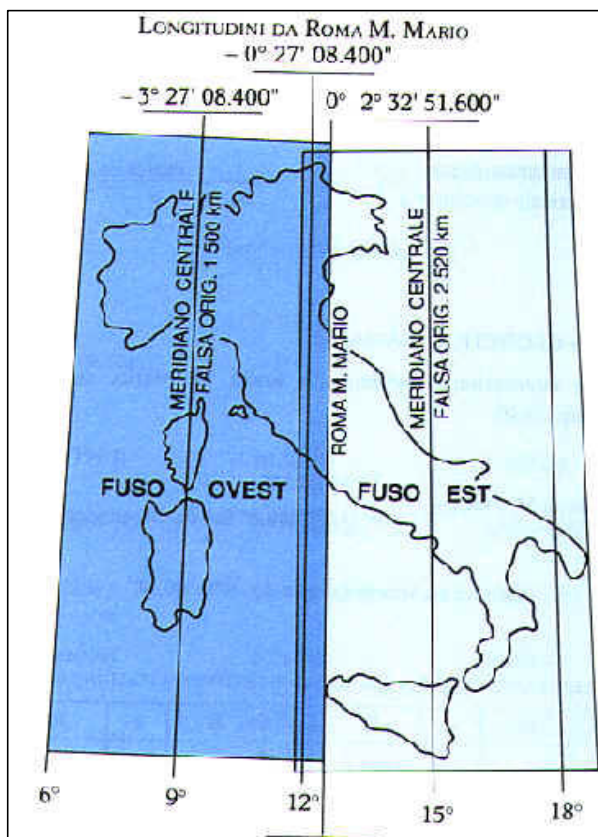 LONGITUDINI DA ROMA M. MARIO
– 0° 27' 08.400"
– 3° 27' 08.400"
0°
2° 32' 51.600"
MERIDIANO CENTRALE
FALSA ORIG. 1 500 km
ROMA M. MARIO
MERIDIANO CENTRALE
FALSA ORIG. 2 520 km
FUSO OVEST
FUSO EST
6°
9°
12°
15°
18°